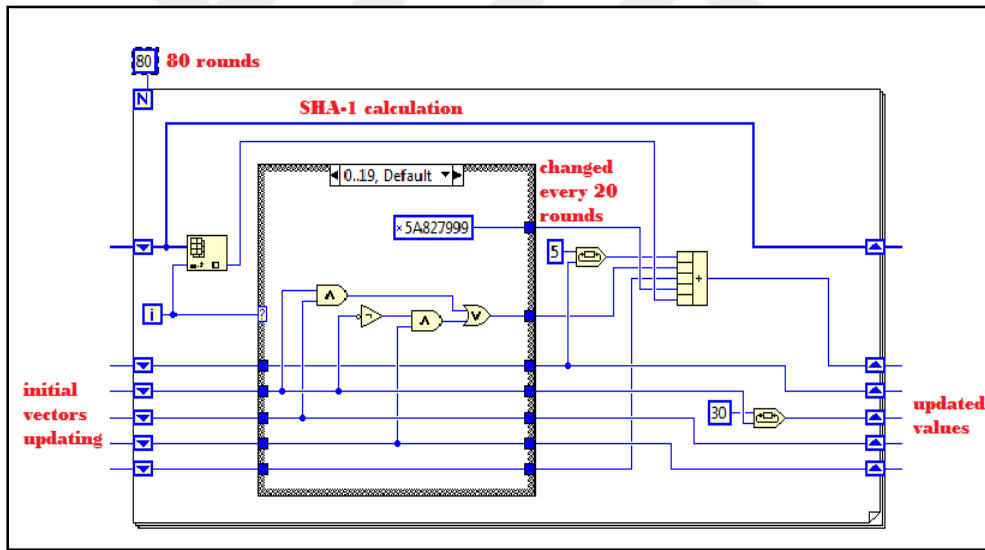 80 80 rounds
N
SHA-1 calculation
0..19, Default
changed
every 20
rounds
× 5A827999
5
+
i
?
∧
¬
∧
∨
initial
vectors
updating
30
updated
values